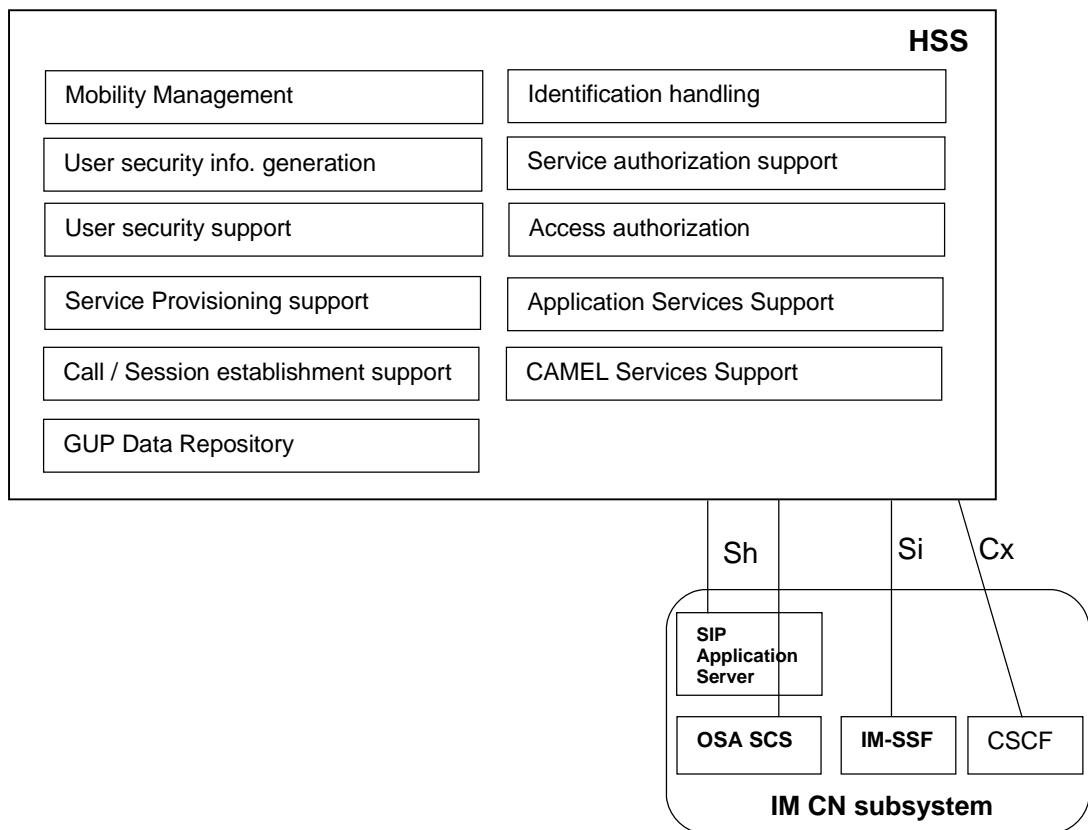 HSS
Mobility Management
Identification handling
User security info. generation
Service authorization support
User security support
Access authorization
Service Provisioning support
Application Services Support
Call / Session establishment support
CAMEL Services Support
GUP Data Repository
Sh
Si
Cx
SIP
Application
Server
OSA SCS
IM-SSF
CSCF
IM CN subsystem